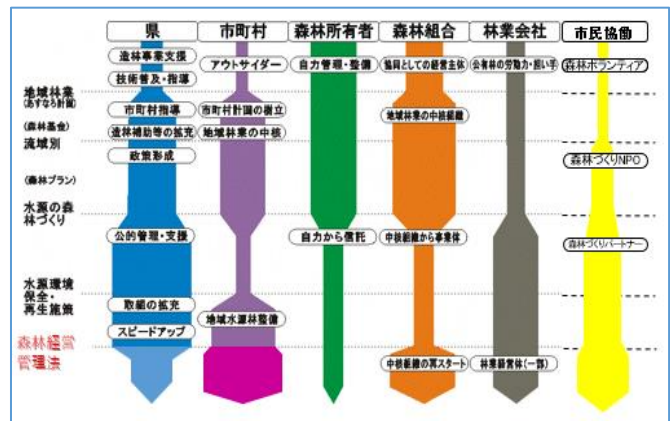 県 市町村 森林所有者 森林組合 林業会社 市民協働
造林事業支援
技術普及・指導
アウトサイダー
自力管理・整備
協同としての経営主体
公有林の労働力・担い手
森林ボランティア
地域林業
(あすなろ計画)
市町村指導
市町村計画の樹立
地域林業の中核組織
(森林基金)
造林補助等の拡充
地域林業の中核
流域別
政策形成
森林づくりNPO
(森林プラン)
水源の森
林づくり
公的管理・支援
自力から信託
中核組織から事業体
森林づくりパートナー
水源環境
保全・
再生施策
取組の拡充
地域水源林整備
スピードアップ
森林経営
管理法
中核組織の再スタート
林業経営体(一部)